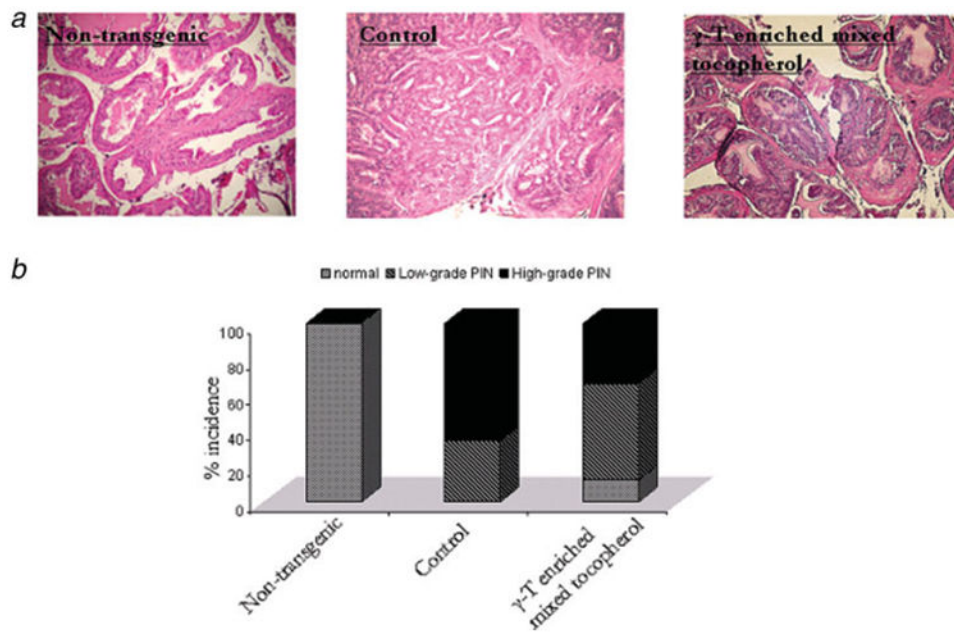 a
Non-transgenic
Control
γ-T enriched mixed
tocopherol
b
normal Low-grade PIN High-grade PIN
% incidence
100
80
60
40
20
0
Non-transgenic
Control
γ-T enriched
mixed tocopherol